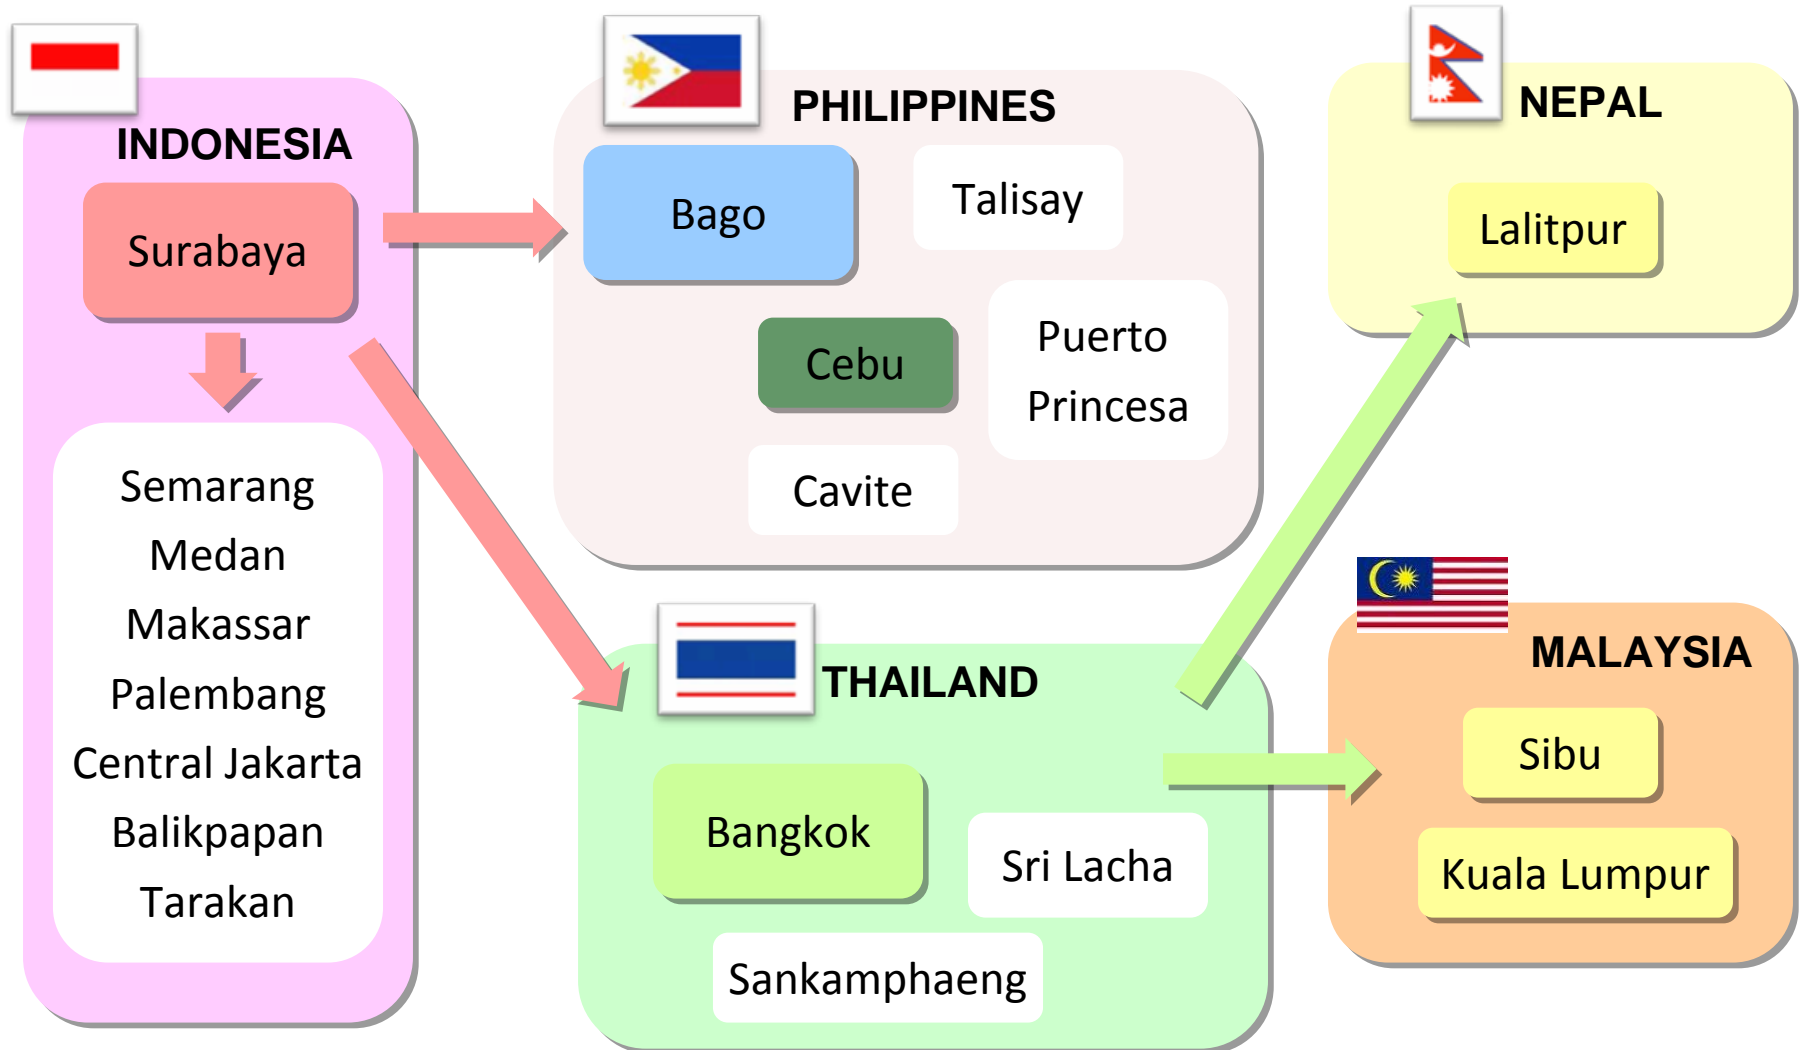 INDONESIA
Surabaya
Semarang
Medan
Makassar
Palembang
Central Jakarta
Balikpapan
Tarakan
PHILIPPINES
Bago
Talisay
Cebu
Puerto
Princesa
Cavite
THAILAND
Bangkok
Sri Lacha
Sankamphaeng
NEPAL
Lalitpur
MALAYSIA
Sibu
Kuala Lumpur